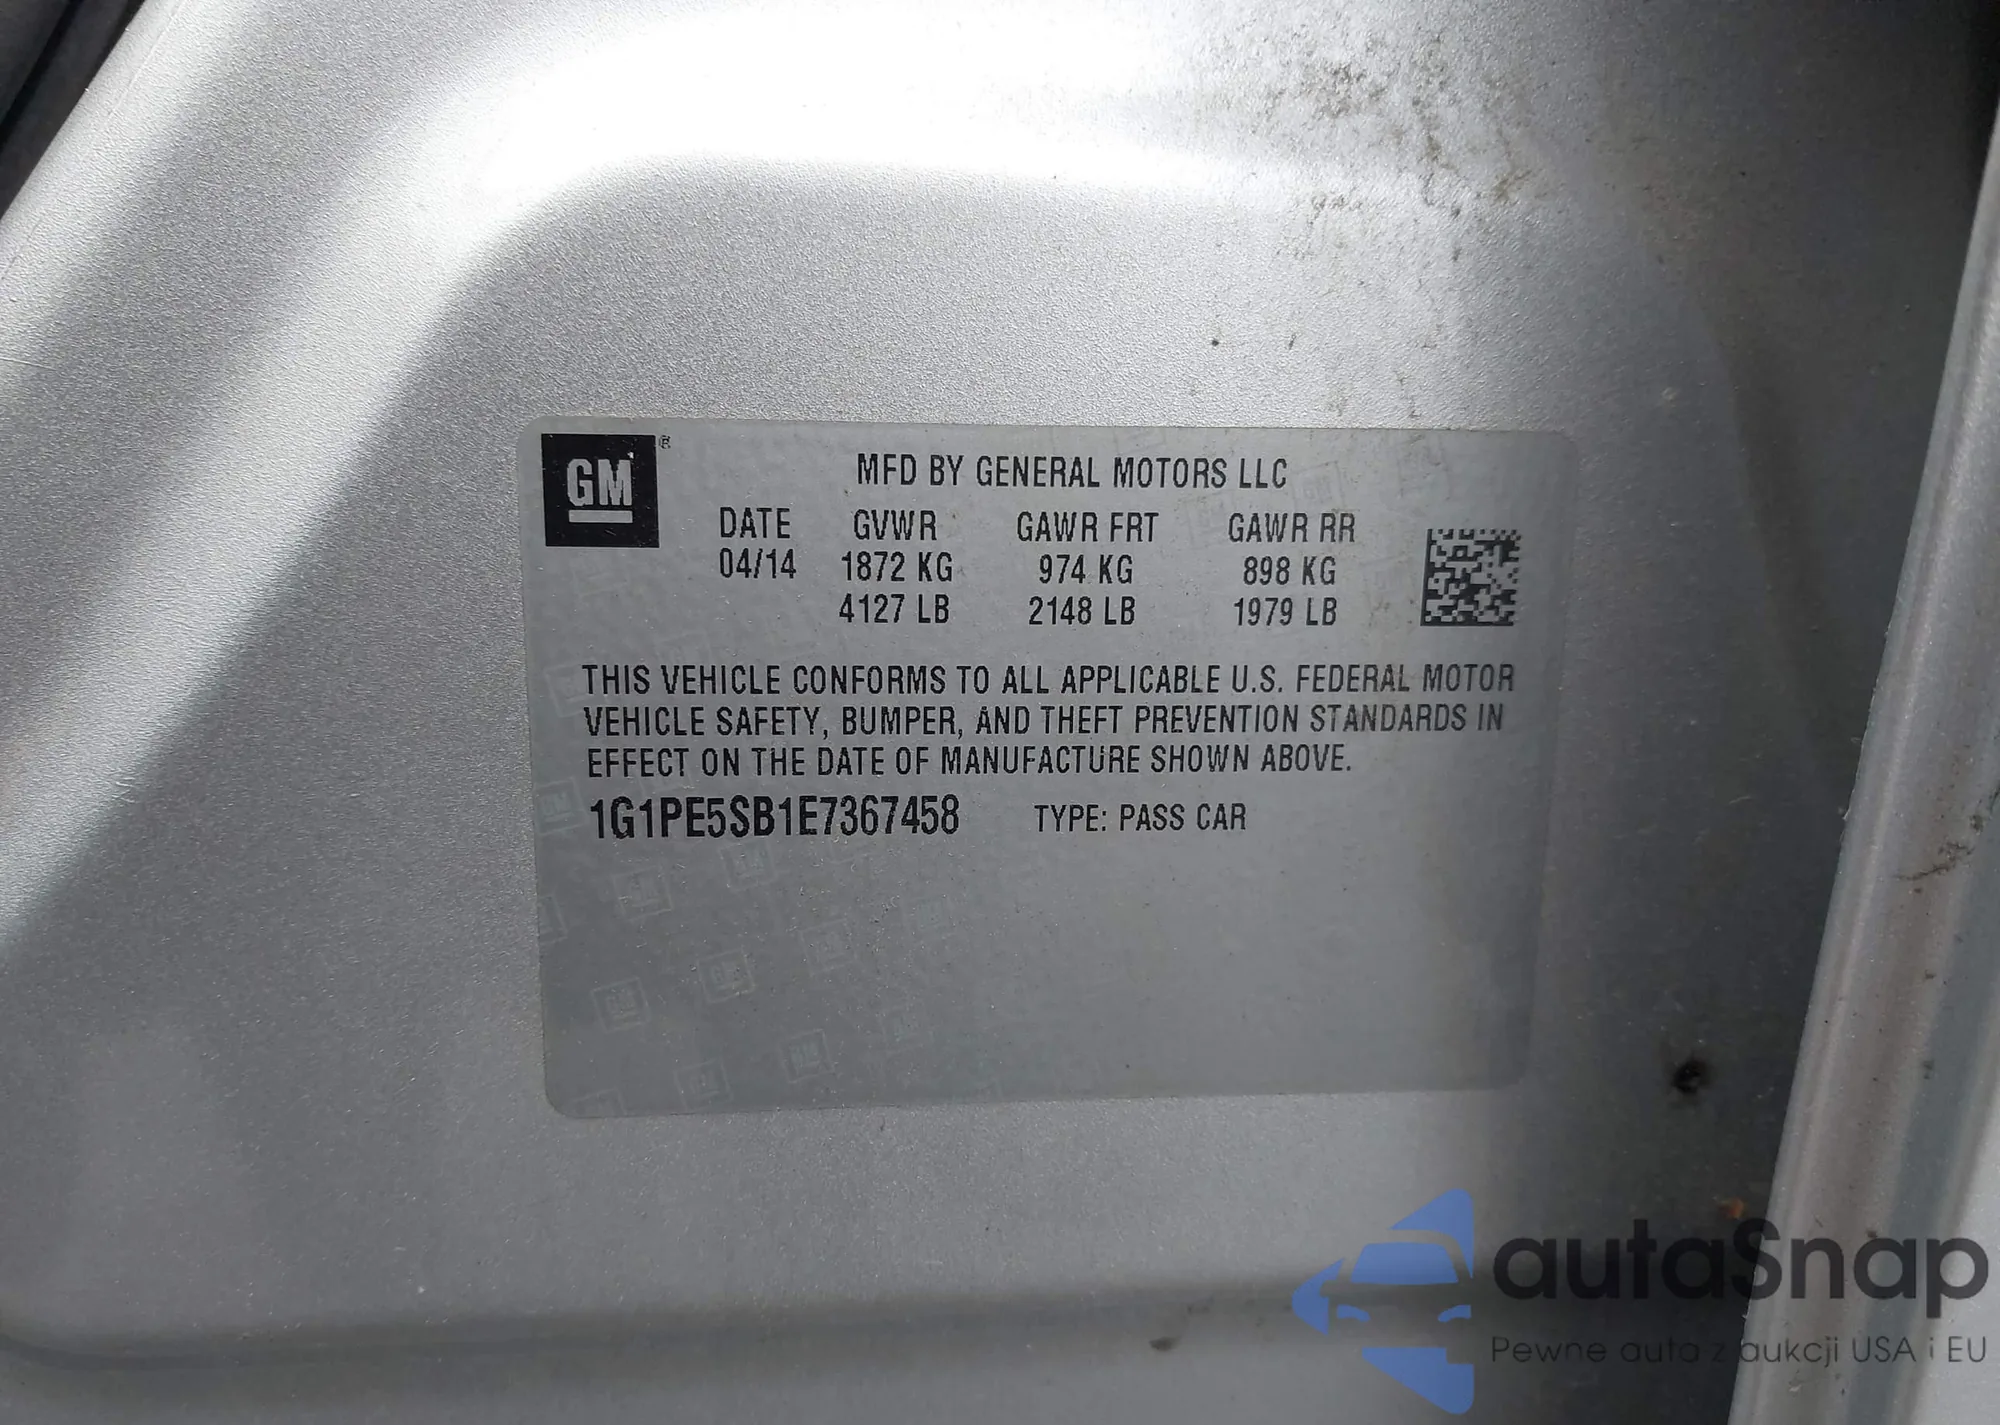 GM ®
MFD BY GENERAL MOTORS LLC
DATE GVWR GAWR FRT GAWR RR
04/14 1872 KG 974 KG 898 KG
4127 LB 2148 LB 1979 LB
THIS VEHICLE CONFORMS TO ALL APPLICABLE U.S. FEDERAL MOTOR
VEHICLE SAFETY, BUMPER, AND THEFT PREVENTION STANDARDS IN
EFFECT ON THE DATE OF MANUFACTURE SHOWN ABOVE.
1G1PE5SB1E7367458 TYPE: PASS CAR
autaSnap
Pewne auta z aukcji USA i EU